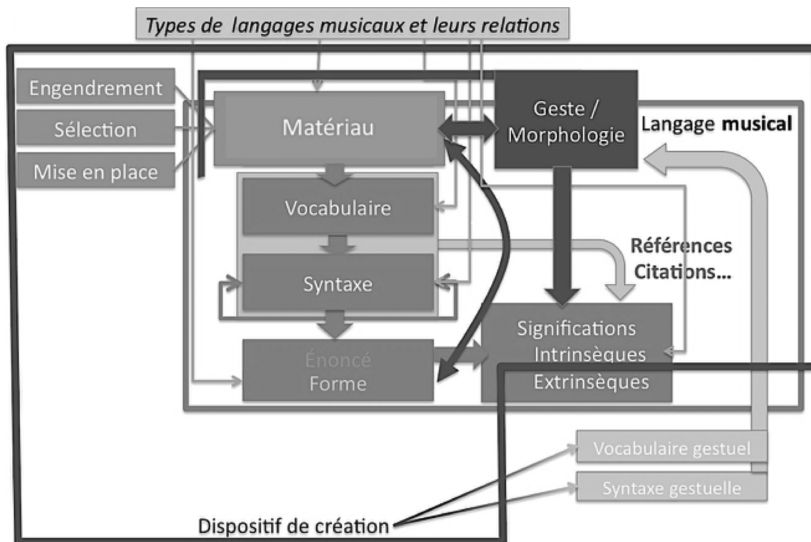 Types de langages musicaux et leurs relations
Engendrement
Sélection
Mise en place
Matériau
Geste /
Morphologie
Langage musical
Vocabulaire
Syntaxe
Références
Citations...
Énoncé
Forme
Significations
Intrinsèques
Extrinsèques
Vocabulaire gestuel
Syntaxe gestuelle
Dispositif de création